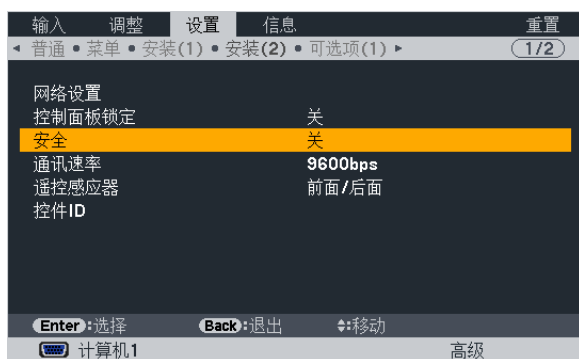 输入 调整 设置 信息 重置
◂ 普通 • 菜单 • 安装(1) • 安装(2) • 可选项(1) ▸ 1/2
网络设置
控制面板锁定 关
安全 关
通讯速率 9600bps
遥控感应器 前面/后面
控件ID
Enter:选择 Back:退出 ♦:移动
计算机1 高级